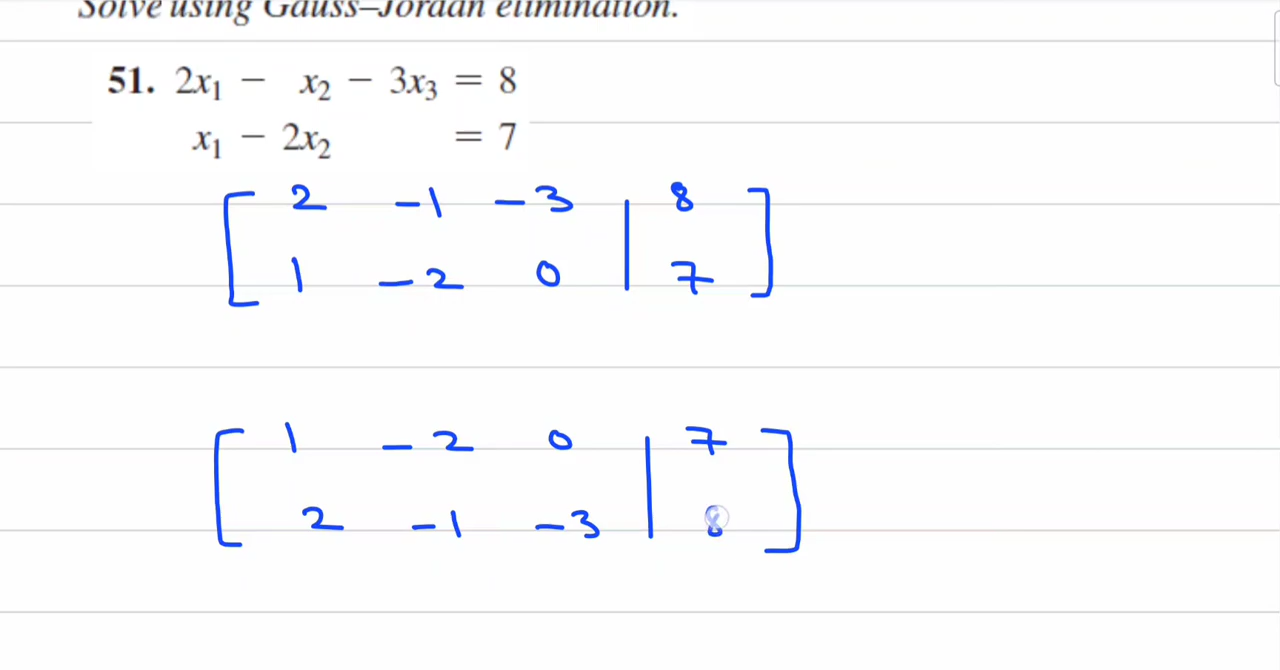 Solve using Gauss–Jordan elimination.
51. 2x₁ − x₂ − 3x₃ = 8
x₁ − 2x₂ = 7
[ 2 −1 −3 | 8 ]
[ 1 −2 0 | 7 ]
[ 1 −2 0 | 7 ]
[ 2 −1 −3 | 8 ]